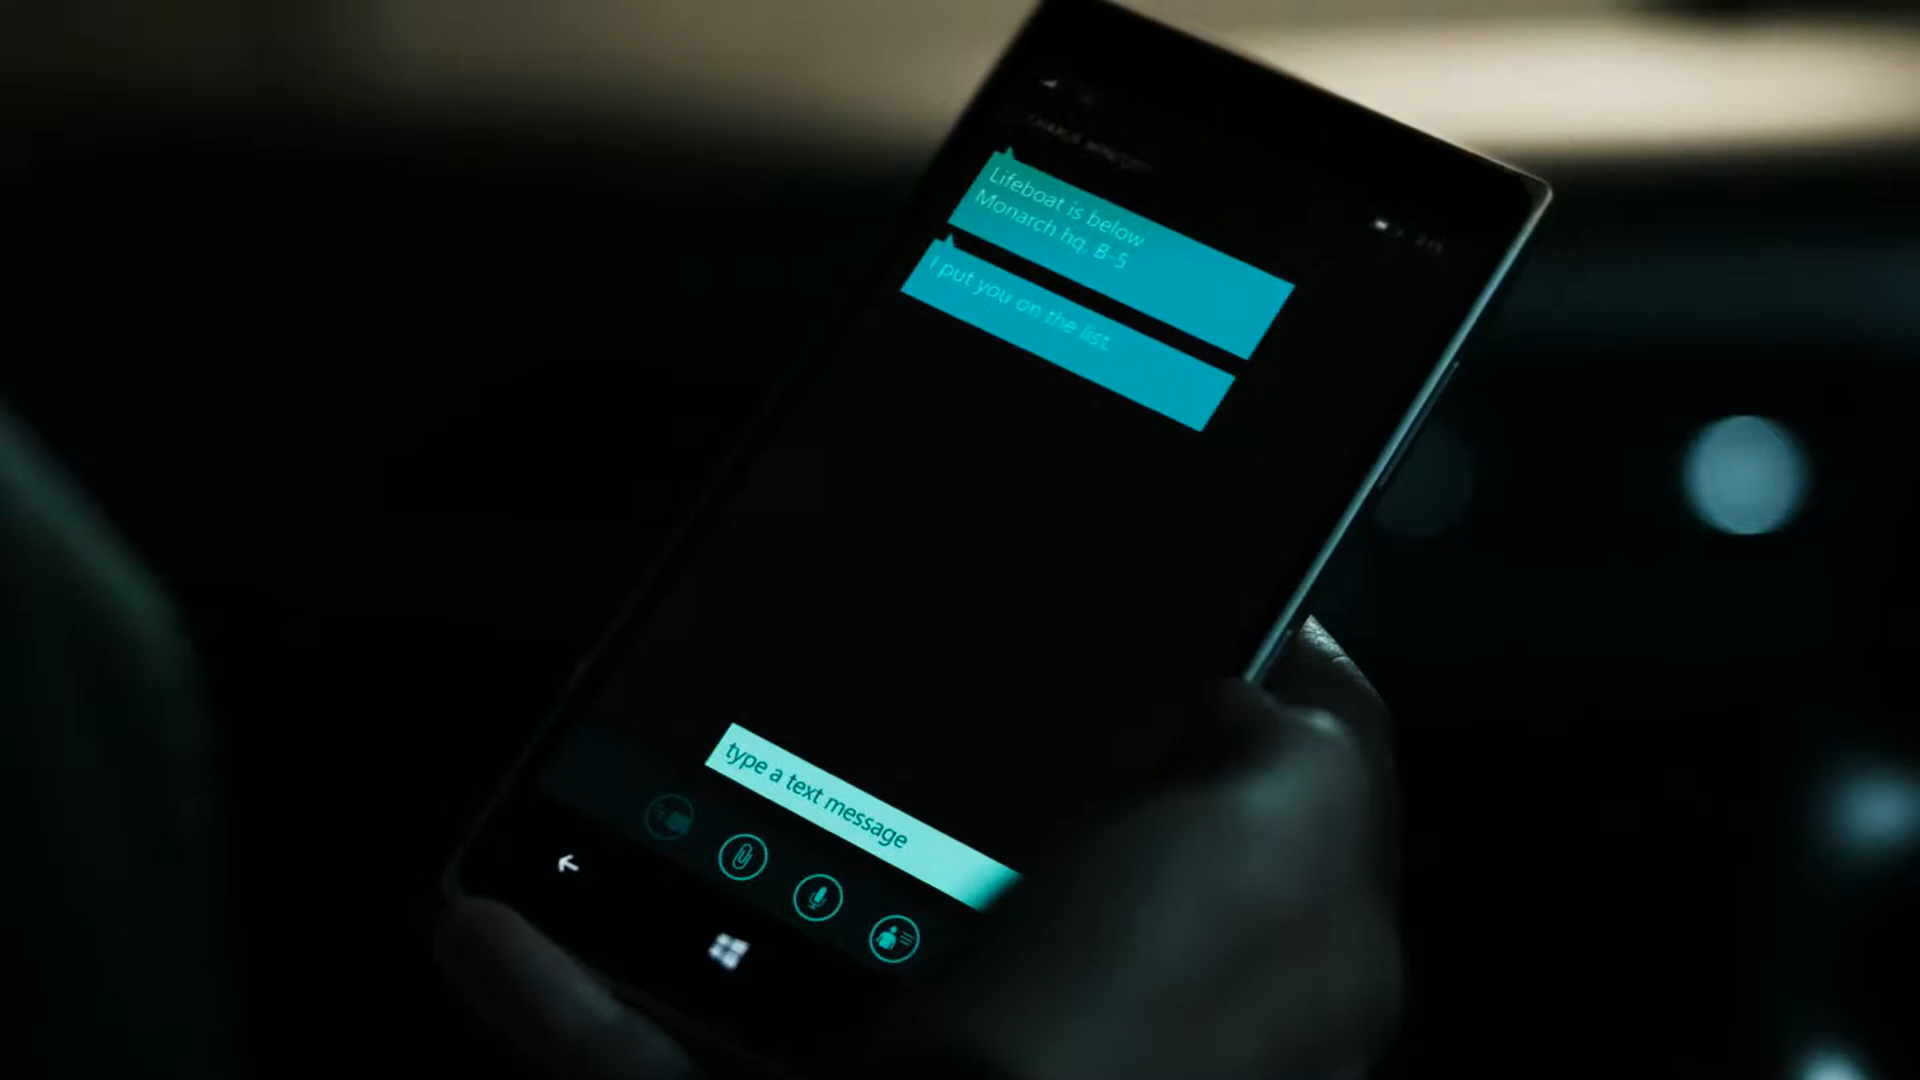 Lifeboat is below
Monarch hq. B-5
I put you on the list.
type a text message